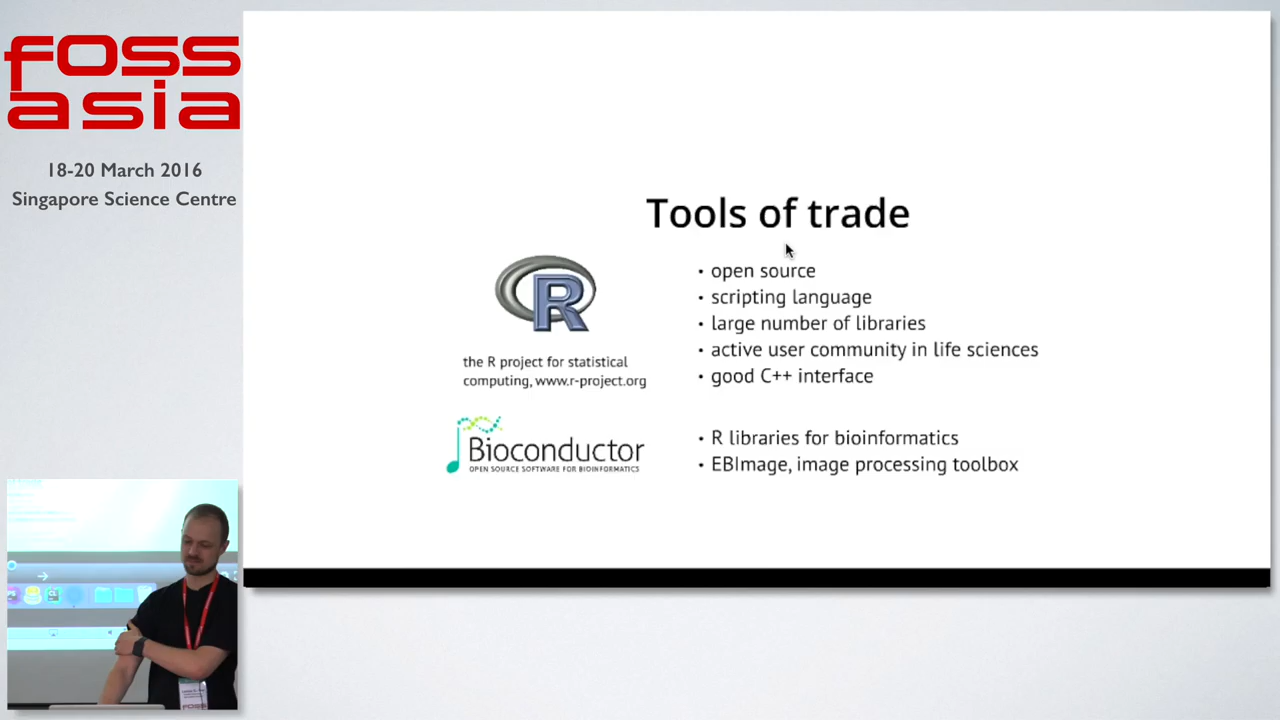 foss
asia
18-20 March 2016
Singapore Science Centre
Tools of trade
R
the R project for statistical
computing, www.r-project.org
• open source
• scripting language
• large number of libraries
• active user community in life sciences
• good C++ interface
Bioconductor
OPEN SOURCE SOFTWARE FOR BIOINFORMATICS
• R libraries for bioinformatics
• EBImage, image processing toolbox
FOSS